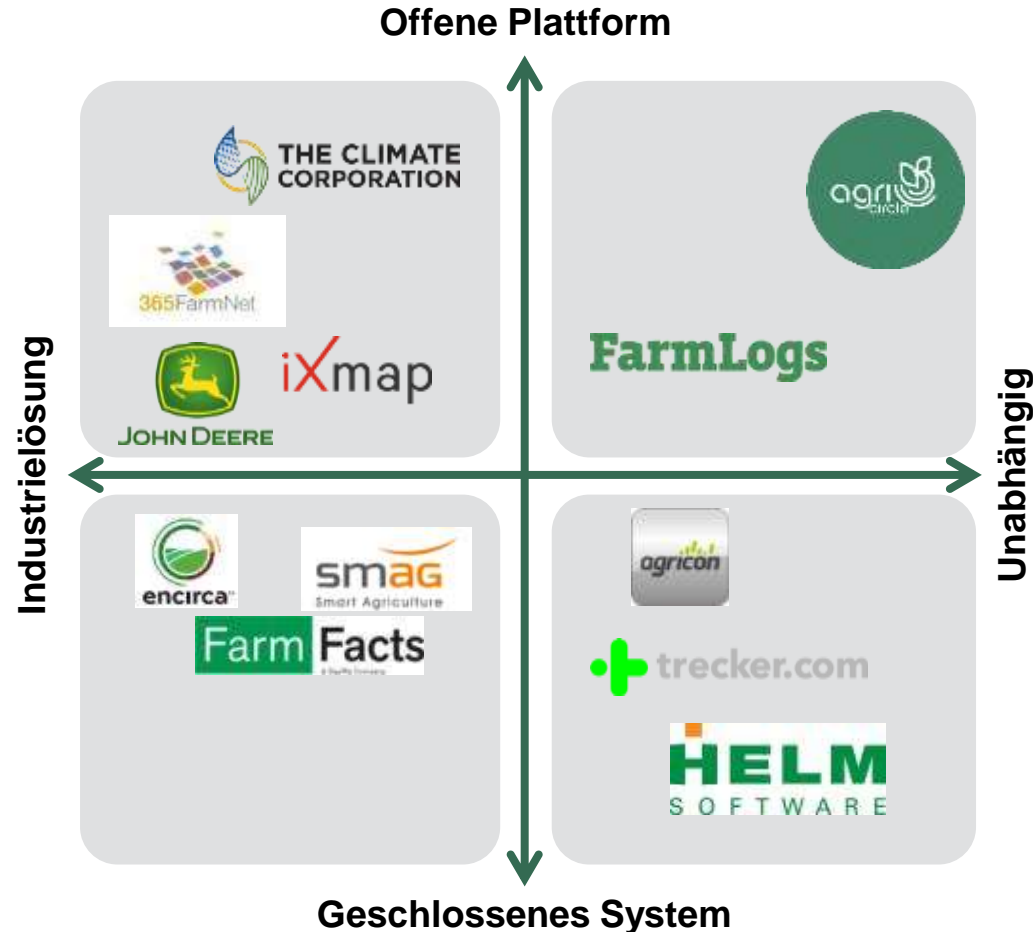 Offene Plattform
THE CLIMATE
CORPORATION
agri
circle
365FarmNet
FarmLogs
iXmap
JOHN DEERE
Industrielösung
Unabhängig
encirca
smag
Smart Agriculture
agricon
Farm Facts
trecker.com
HELM
SOFTWARE
Geschlossenes System